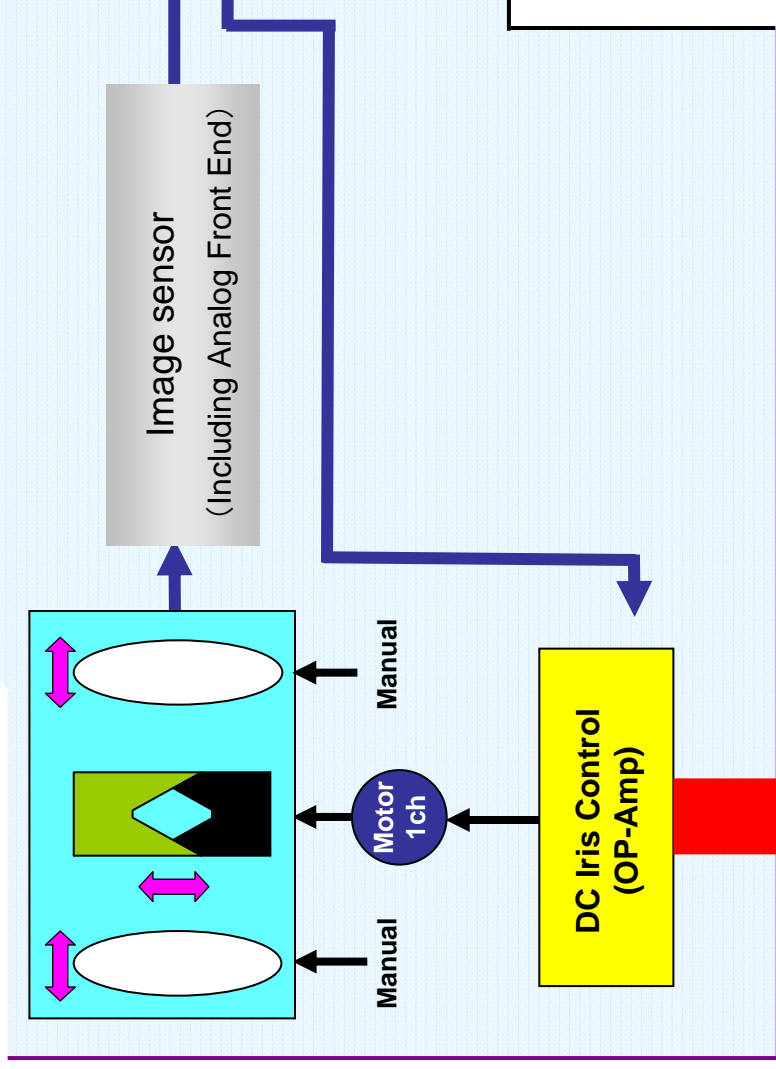 Image sensor
（Including Analog Front End）
Manual
Motor
1ch
Manual
DC Iris Control
(OP-Amp)